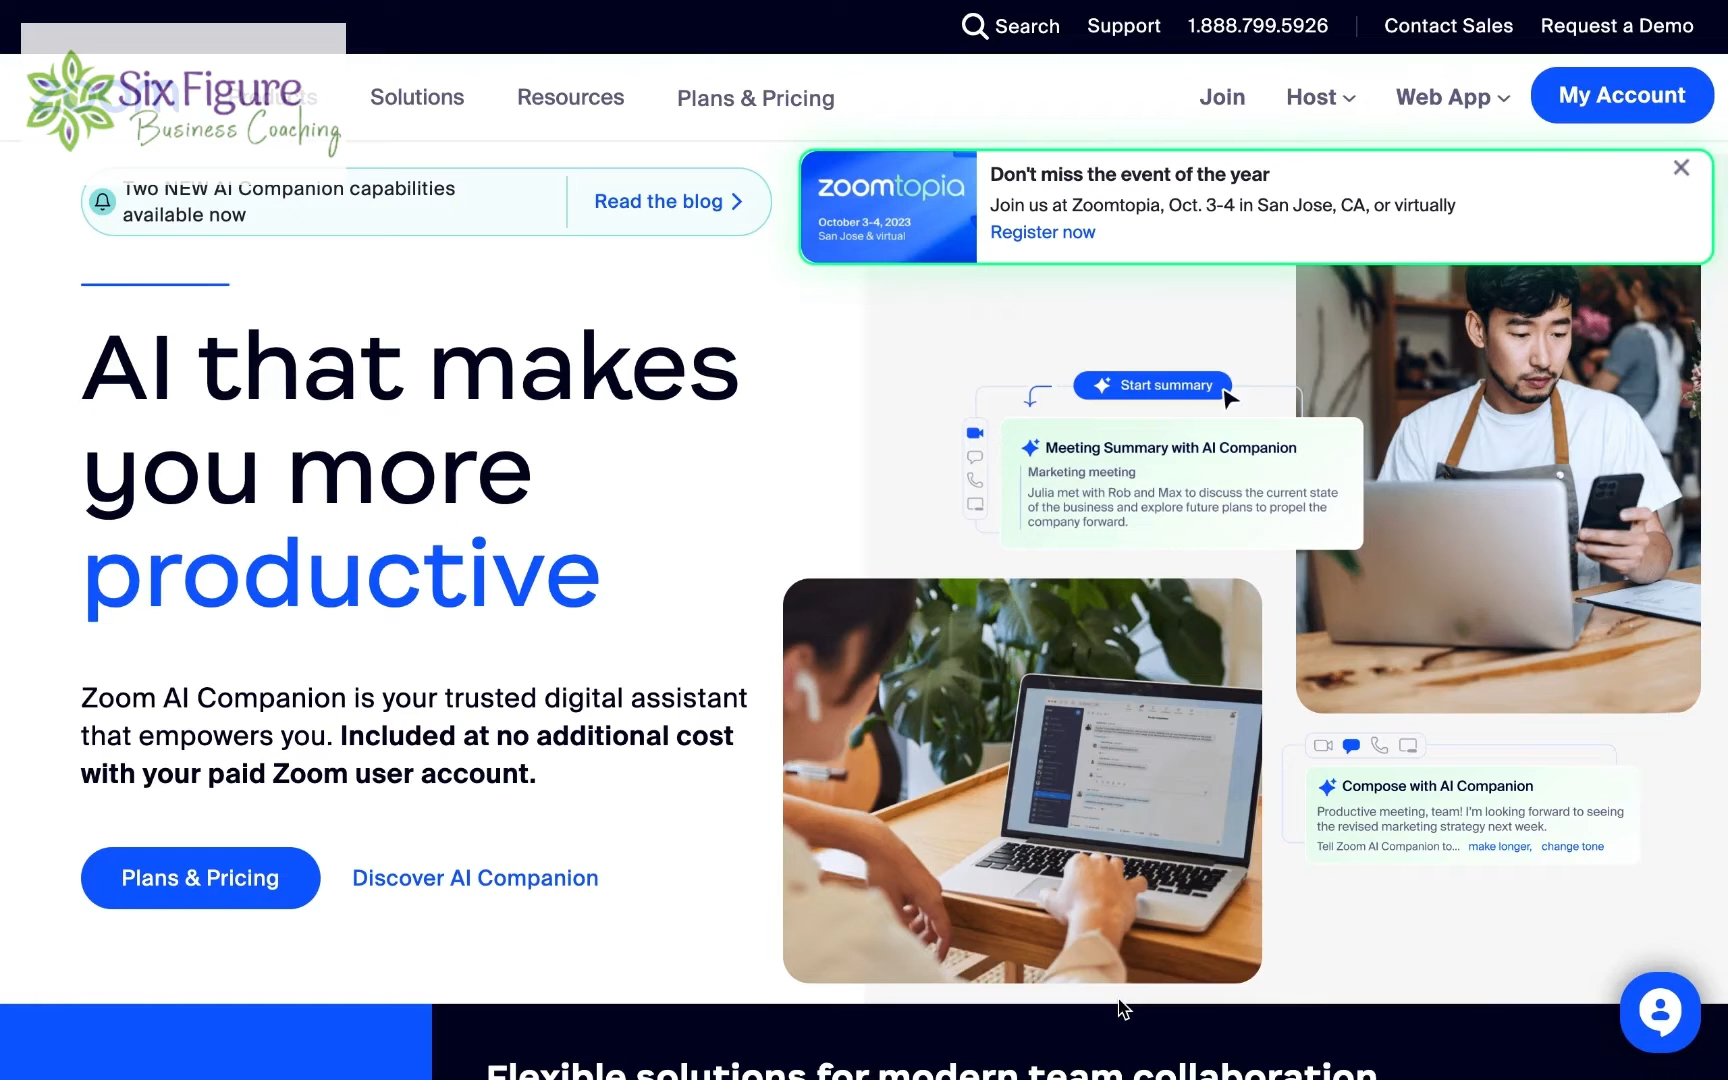 Search Support 1.888.799.5926 Contact Sales Request a Demo
Six Figure
Business Coaching
Solutions Resources Plans & Pricing Join Host Web App My Account
Two NEW AI Companion capabilities
available now
Read the blog
zoomtopia
October 3-4, 2023
San Jose & virtual
Don't miss the event of the year
Join us at Zoomtopia, Oct. 3-4 in San Jose, CA, or virtually
Register now
AI that makes
you more
productive
Start summary
Meeting Summary with AI Companion
Marketing meeting
Julia met with Rob and Max to discuss the current state
of the business and explore future plans to propel the
company forward.
Zoom AI Companion is your trusted digital assistant
that empowers you. Included at no additional cost
with your paid Zoom user account.
Plans & Pricing
Discover AI Companion
Compose with AI Companion
Productive meeting, team! I'm looking forward to seeing
the revised marketing strategy next week.
Tell Zoom AI Companion to... make longer, change tone
Flexible solutions for modern team collaboration